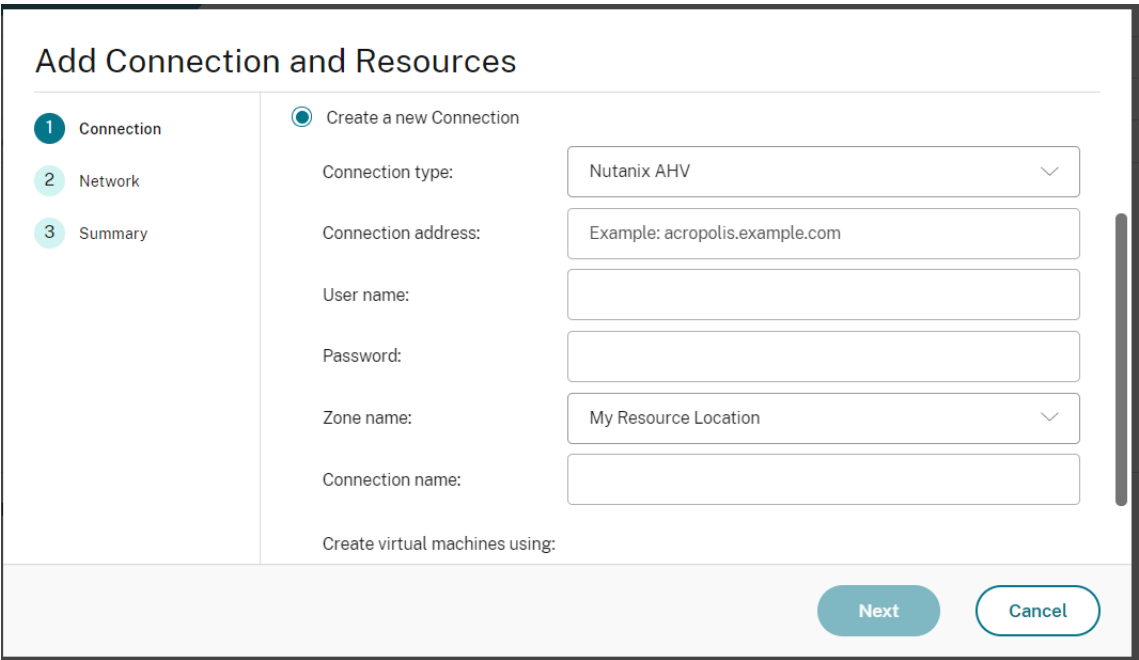 Add Connection and Resources
1 Connection
2 Network
3 Summary
Create a new Connection
Connection type: Nutanix AHV
Connection address: Example: acropolis.example.com
User name:
Password:
Zone name: My Resource Location
Connection name:
Create virtual machines using:
Next Cancel